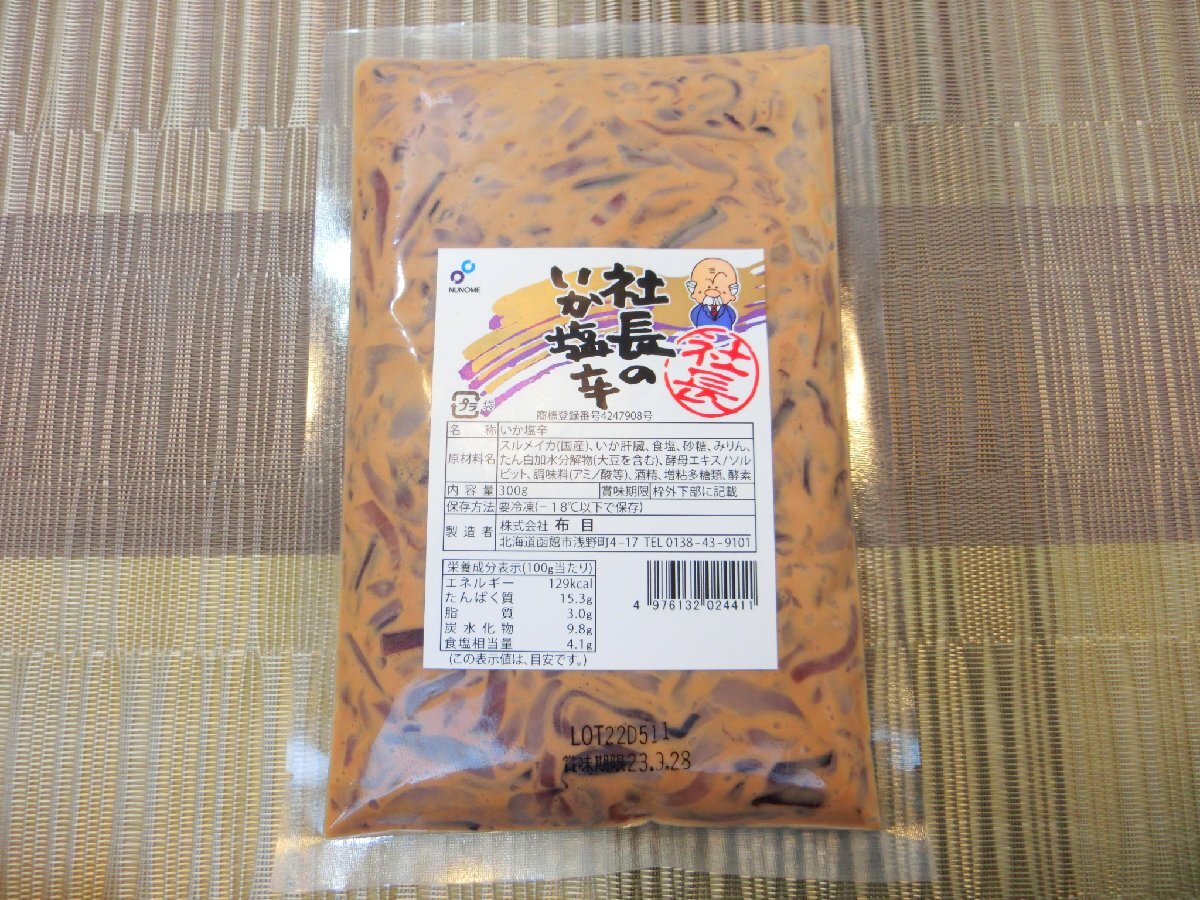 NUNOME
社長の
いか塩辛
社長
プラ 袋
商標登録番号4247908号
名称 いか塩辛
原材料名 スルメイカ(国産)、いか肝臓、食塩、砂糖、みりん、
たん白加水分解物(大豆を含む)、酵母エキス/ソル
ビット、調味料(アミノ酸等)、酒精、増粘多糖類、酵素
内容量 300g 賞味期限 枠外下部に記載
保存方法 要冷凍(-18℃以下で保存)
製造者 株式会社 布目
北海道函館市浅野町4-17 TEL 0138-43-9101
栄養成分表示(100g当たり)
エネルギー 129kcal
たんぱく質 15.3g
脂質 3.0g
炭水化物 9.8g
食塩相当量 4.1g
(この表示値は、目安です。)
4 976132 024411
LOT22D511
賞味期限23.9.28